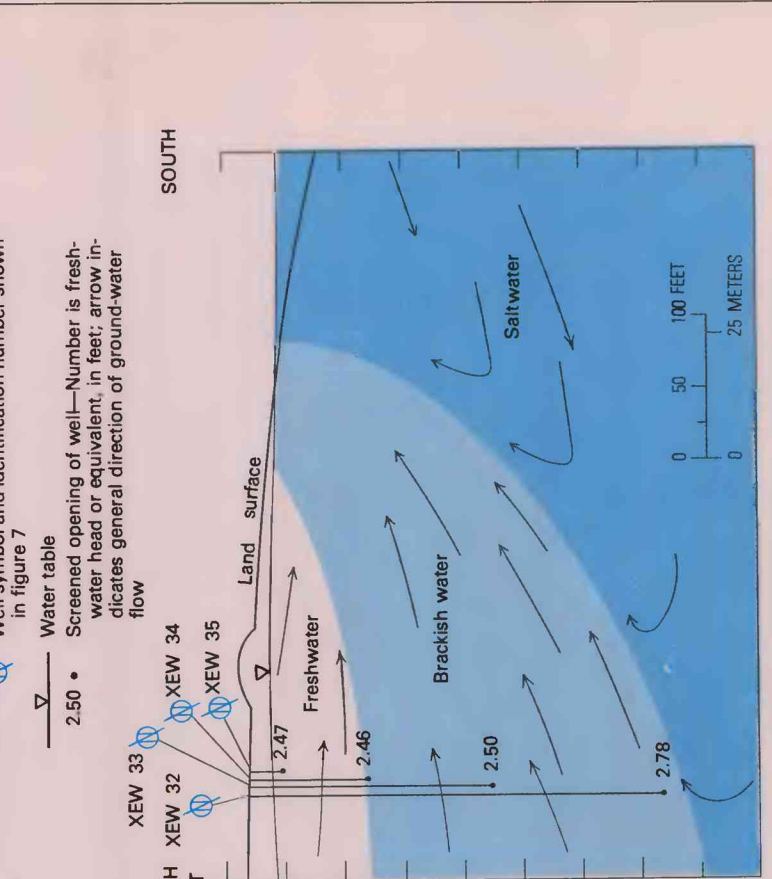 in figure 7
Water table
2.50 • Screened opening of well—Number is fresh-
water head or equivalent, in feet; arrow in-
dicates general direction of ground-water
flow
SOUTH
XEW 33
XEW 34
XEW 32
XEW 35
Land surface
Freshwater
2.47
2.46
2.50
2.78
Brackish water
Saltwater
0 50 100 FEET
0 25 METERS